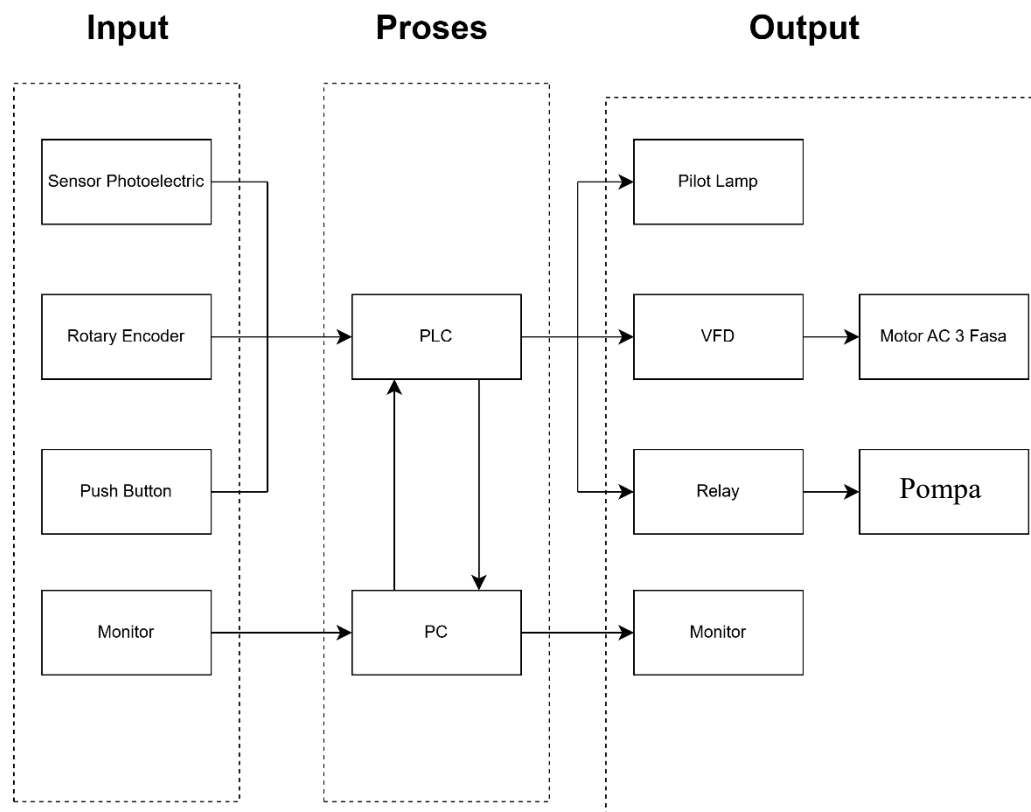 Input
Proses
Output
Sensor Photoelectric
Pilot Lamp
Rotary Encoder
PLC
VFD
Motor AC 3 Fasa
Push Button
Relay
Pompa
Monitor
PC
Monitor